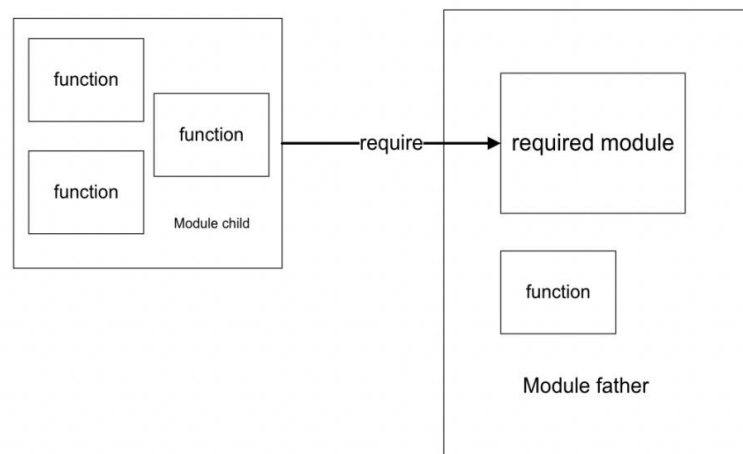 function
function
function
Module child
require
required module
function
Module father